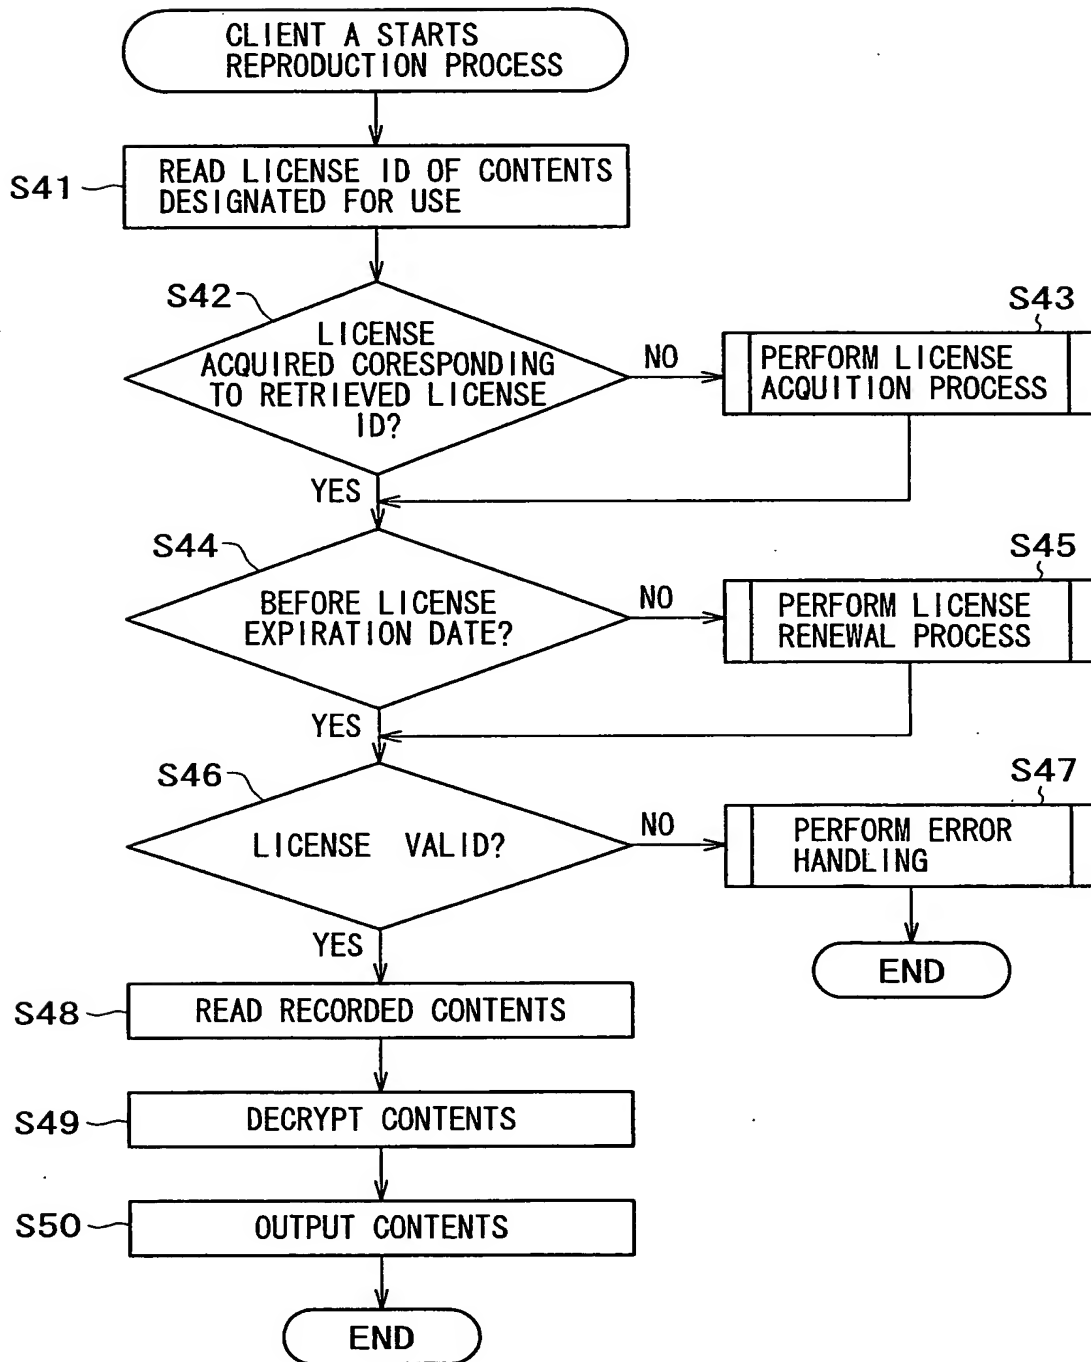 CLIENT A STARTS
REPRODUCTION PROCESS
S41
READ LICENSE ID OF CONTENTS
DESIGNATED FOR USE
S42
LICENSE
ACQUIRED CORESPONDING
TO RETRIEVED LICENSE
ID?
NO
S43
PERFORM LICENSE
ACQUITION PROCESS
YES
S44
BEFORE LICENSE
EXPIRATION DATE?
NO
S45
PERFORM LICENSE
RENEWAL PROCESS
YES
S46
LICENSE VALID?
NO
S47
PERFORM ERROR
HANDLING
END
YES
S48
READ RECORDED CONTENTS
S49
DECRYPT CONTENTS
S50
OUTPUT CONTENTS
END